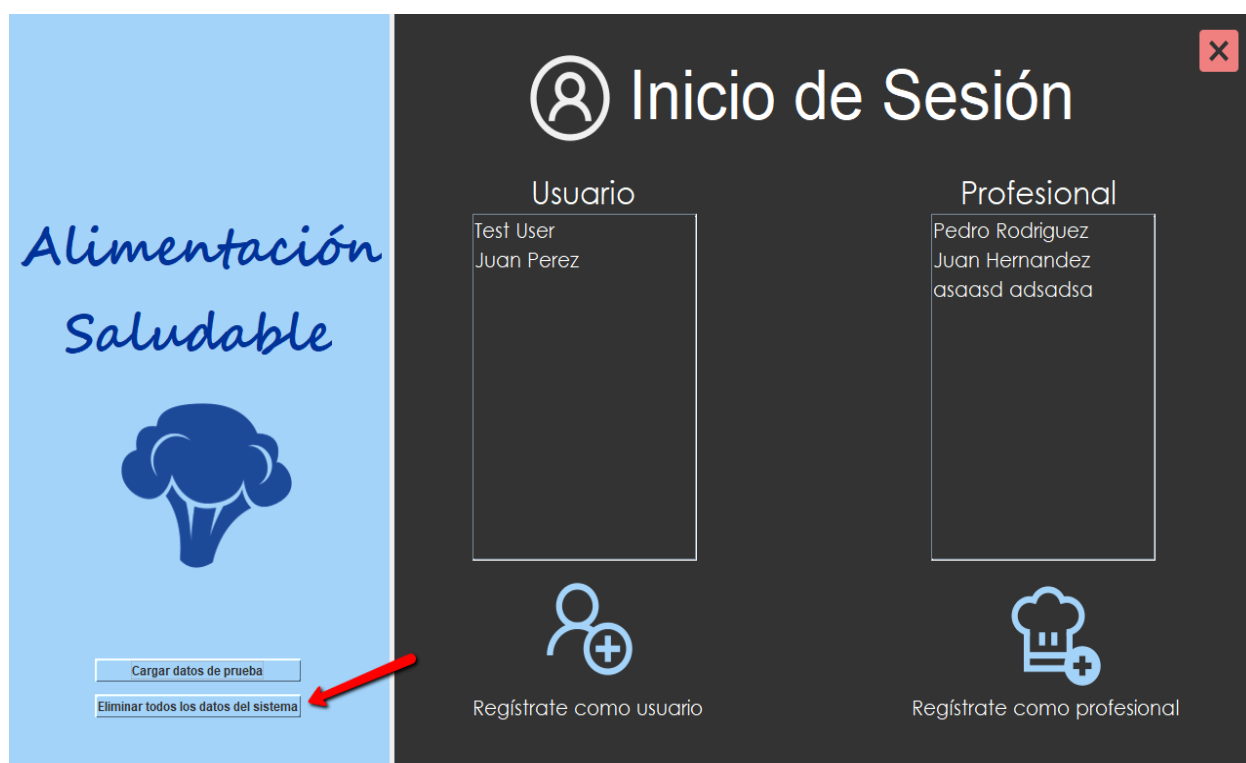 Alimentación
Saludable
Cargar datos de prueba
Eliminar todos los datos del sistema
Inicio de Sesión
Usuario
Test User
Juan Perez
Regístrate como usuario
Profesional
Pedro Rodriguez
Juan Hernandez
asaasd adsadsa
Regístrate como profesional